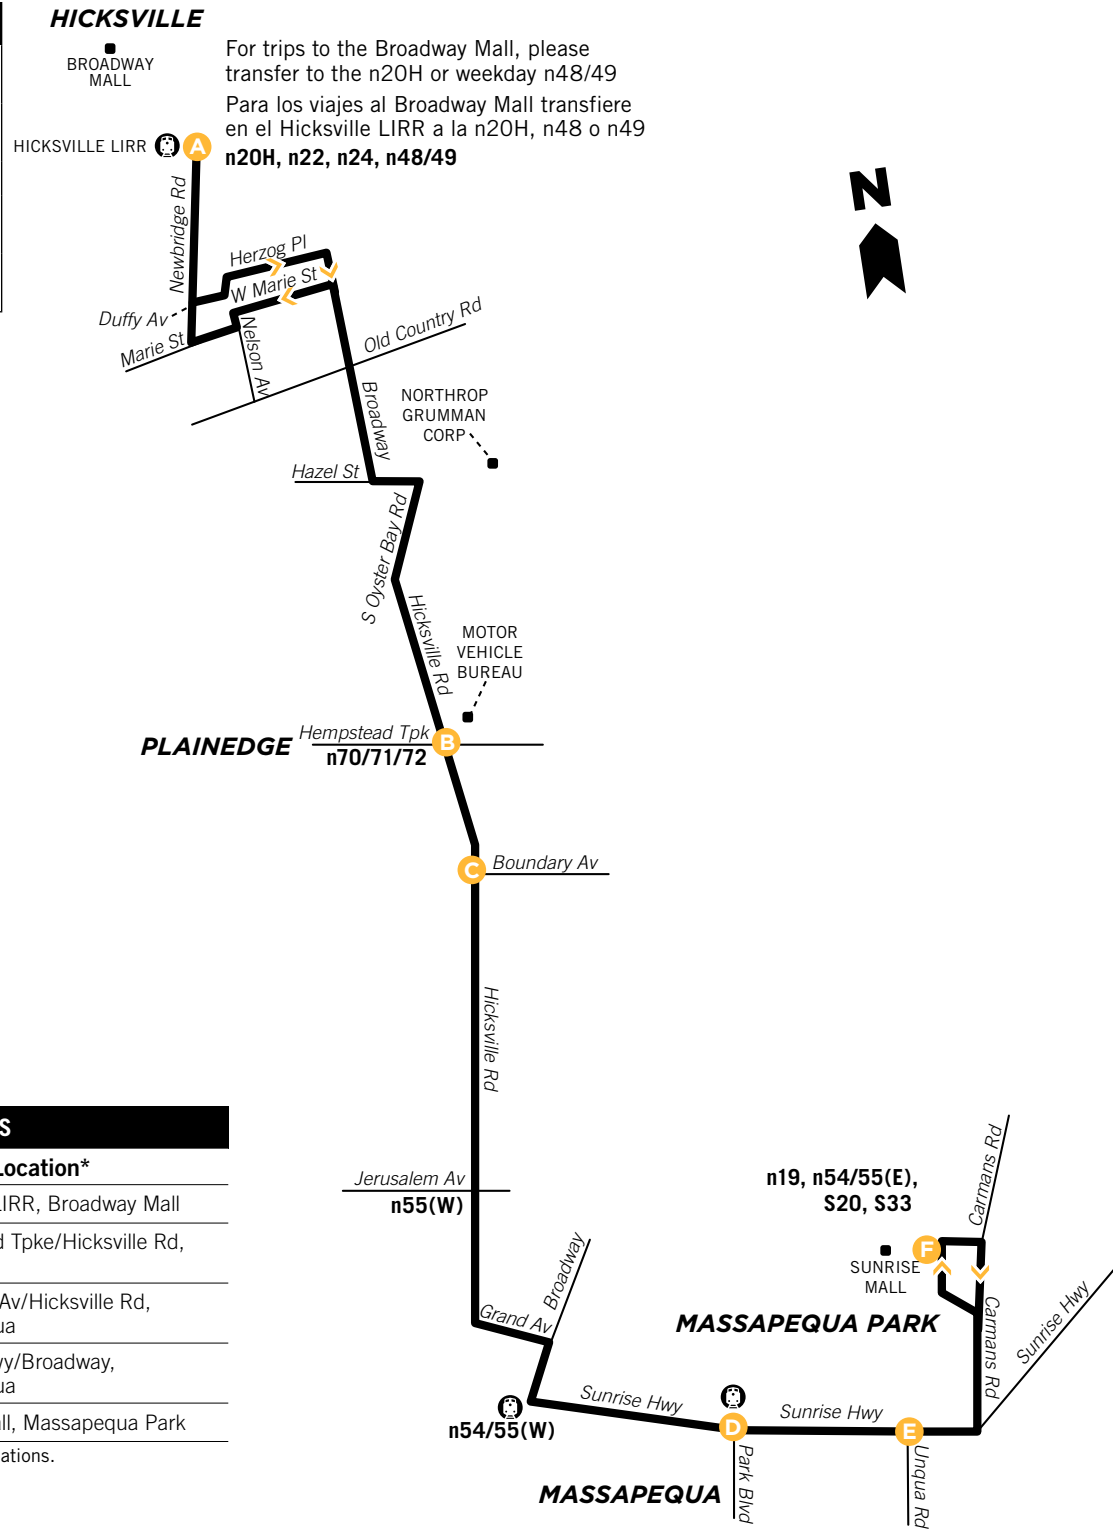 HICKSVILLE
BROADWAY
MALL
For trips to the Broadway Mall, please
transfer to the n20H or weekday n48/49
Para los viajes al Broadway Mall transfiere
en el Hicksville LIRR a la n20H, n48 o n49
n20H, n22, n24, n48/49
HICKSVILLE LIRR
A
N
Newbridge Rd
Herzog Pl
W Marie St
Duffy Av
Marie St
Nelson Av
Old Country Rd
Broadway
NORTHROP
GRUMMAN
CORP
Hazel St
S Oyster Bay Rd
Hicksville Rd
MOTOR
VEHICLE
BUREAU
PLAINEDGE
Hempstead Tpk
B
n70/71/72
C
Boundary Av
Hicksville Rd
Jerusalem Av
n55(W)
Grand Av
Broadway
n54/55(W)
Sunrise Hwy
D
Park Blvd
MASSAPEQUA
Sunrise Hwy
E
Unqua Rd
n19, n54/55(E),
S20, S33
F
SUNRISE
MALL
MASSAPEQUA PARK
Carmans Rd
Carmans Rd
Sunrise Hwy
S
Location*
LIRR, Broadway Mall
d Tpke/Hicksville Rd,
Av/Hicksville Rd,
ua
wy/Broadway,
ua
all, Massapequa Park
ations.